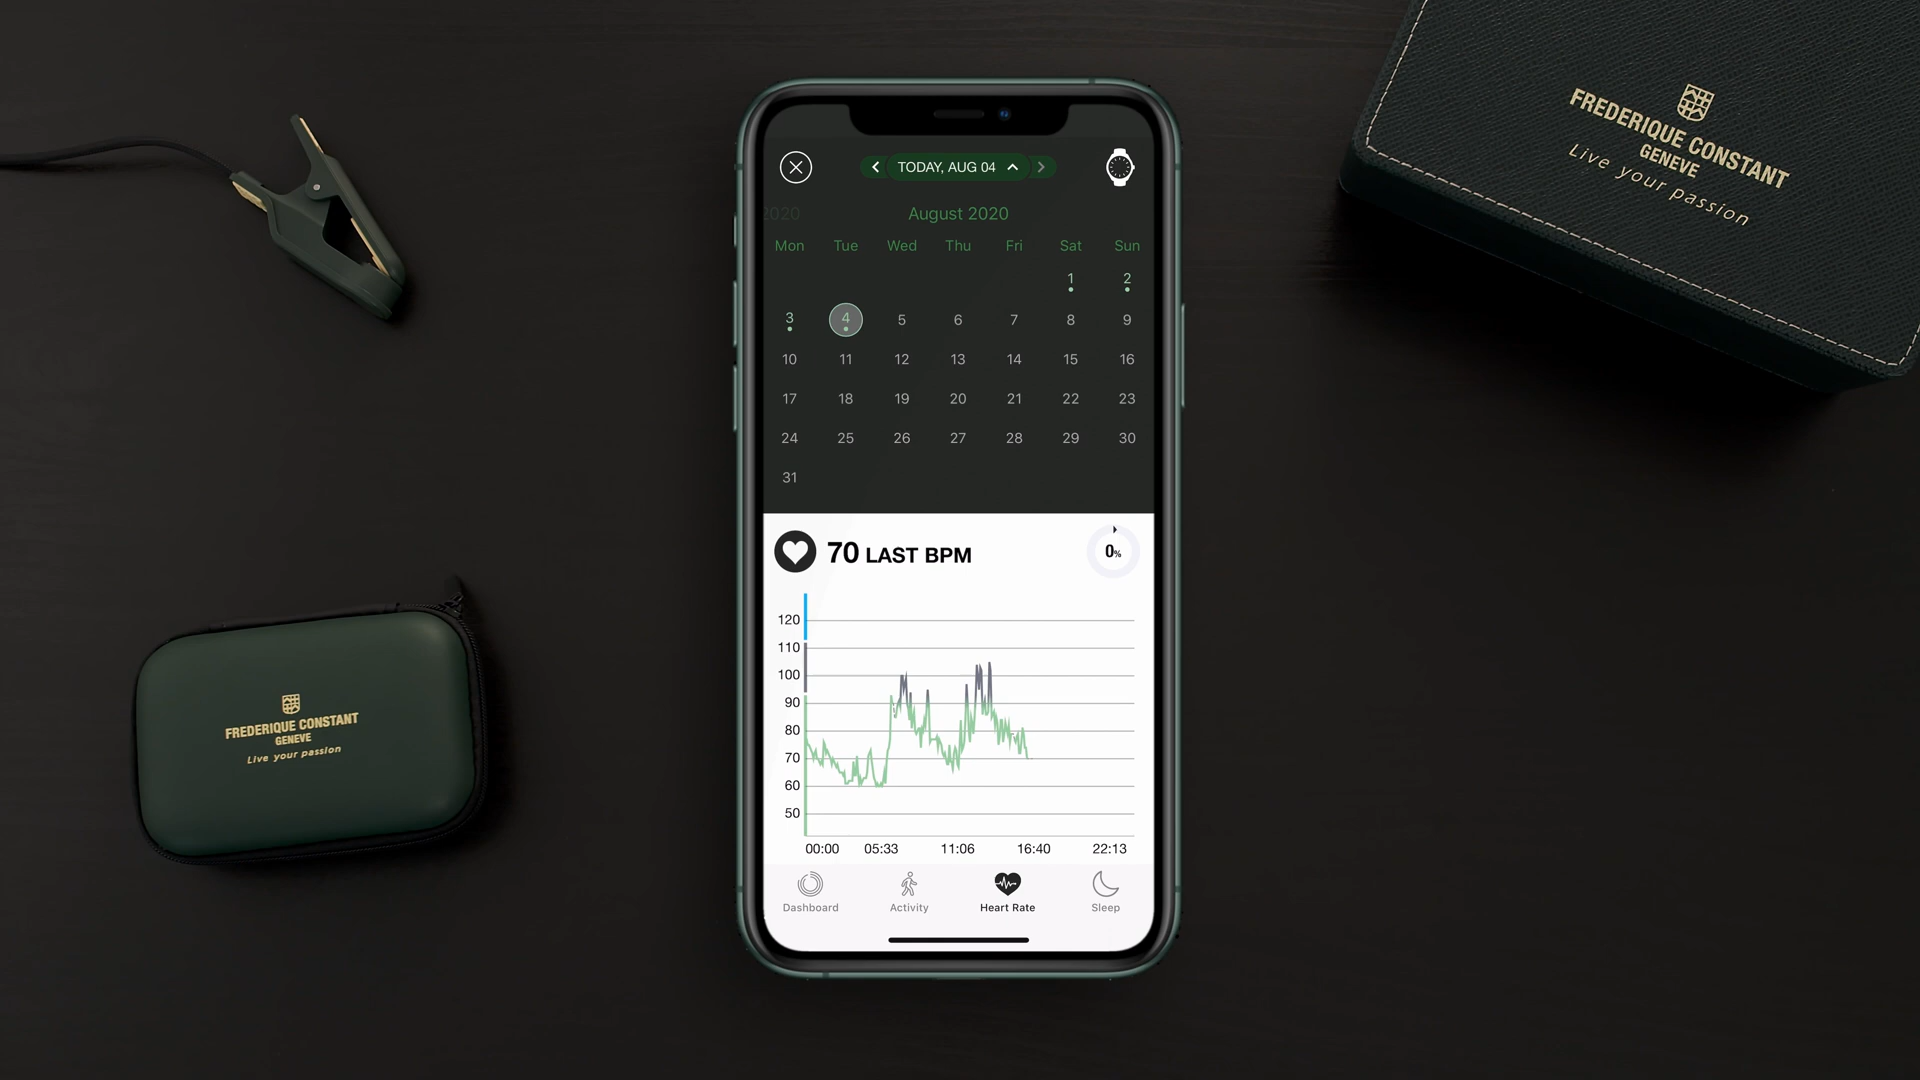 FREDERIQUE CONSTANT
GENEVE
Live your passion
TODAY, AUG 04
2020
August 2020
Mon Tue Wed Thu Fri Sat Sun
1 2
3 4 5 6 7 8 9
10 11 12 13 14 15 16
17 18 19 20 21 22 23
24 25 26 27 28 29 30
31
70 LAST BPM
0%
120
110
100
90
80
70
60
50
00:00 05:33 11:06 16:40 22:13
Dashboard Activity Heart Rate Sleep
FREDERIQUE CONSTANT
GENEVE
Live your passion